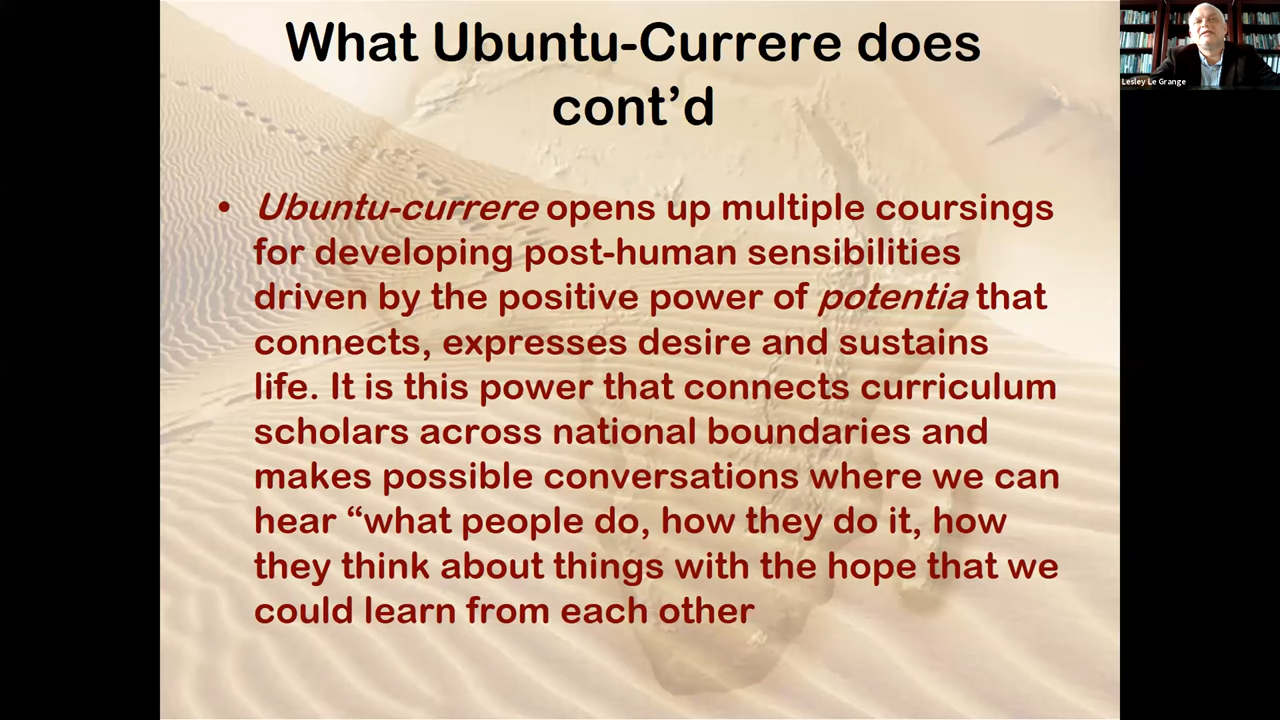 What Ubuntu-Currere does
cont’d
• Ubuntu-currere opens up multiple coursings
for developing post-human sensibilities
driven by the positive power of potentia that
connects, expresses desire and sustains
life. It is this power that connects curriculum
scholars across national boundaries and
makes possible conversations where we can
hear “what people do, how they do it, how
they think about things with the hope that we
could learn from each other
Lesley Le Grange